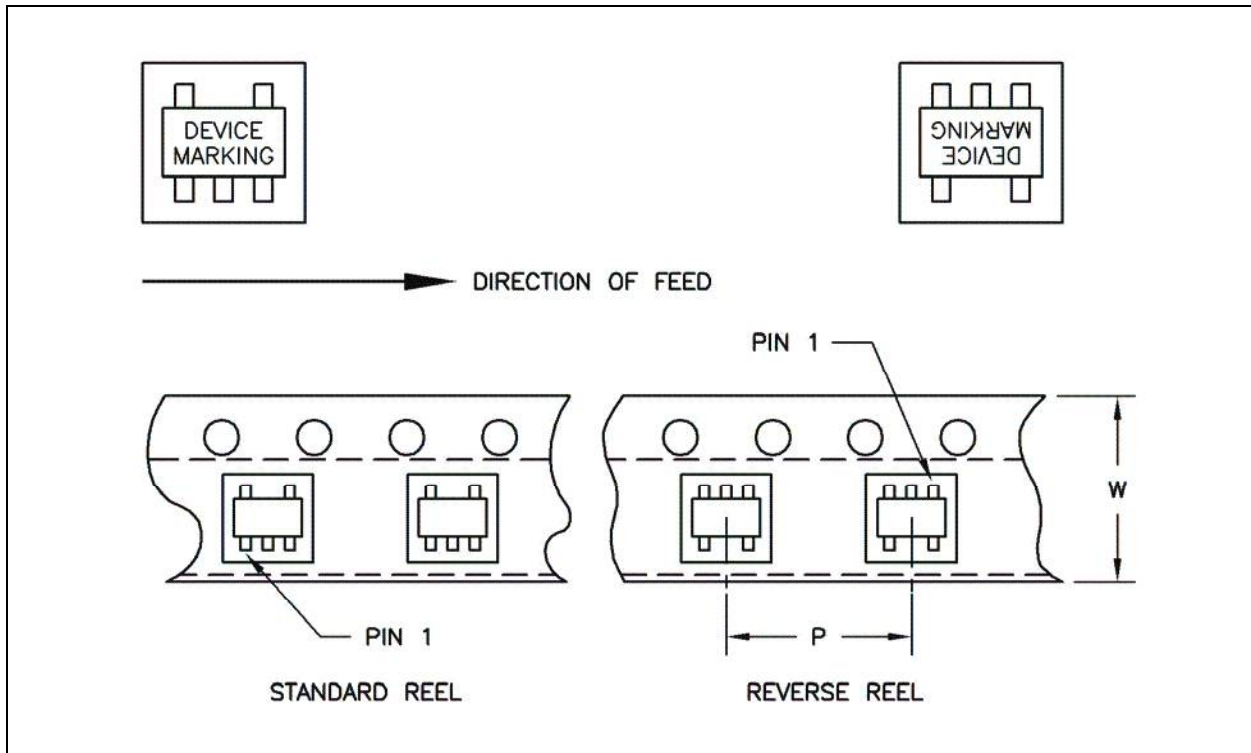 DEVICE
MARKING
DEVICE
MARKING
DIRECTION OF FEED
PIN 1
W
PIN 1
P
STANDARD REEL
REVERSE REEL